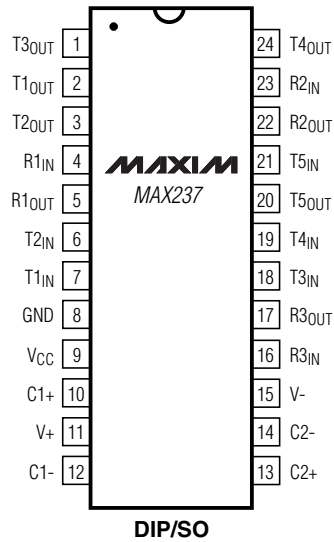 T3OUT 1 24 T4OUT
T1OUT 2 23 R2IN
T2OUT 3 22 R2OUT
R1IN 4 MAXIM 21 T5IN
R1OUT 5 MAX237 20 T5OUT
T2IN 6 19 T4IN
T1IN 7 18 T3IN
GND 8 17 R3OUT
VCC 9 16 R3IN
C1+ 10 15 V-
V+ 11 14 C2-
C1- 12 13 C2+
DIP/SO